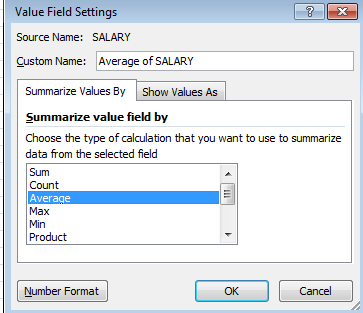 Value Field Settings
Source Name: SALARY
Custom Name: Average of SALARY
Summarize Values By Show Values As
Summarize value field by
Choose the type of calculation that you want to use to summarize
data from the selected field
Sum
Count
Average
Max
Min
Product
Number Format OK Cancel